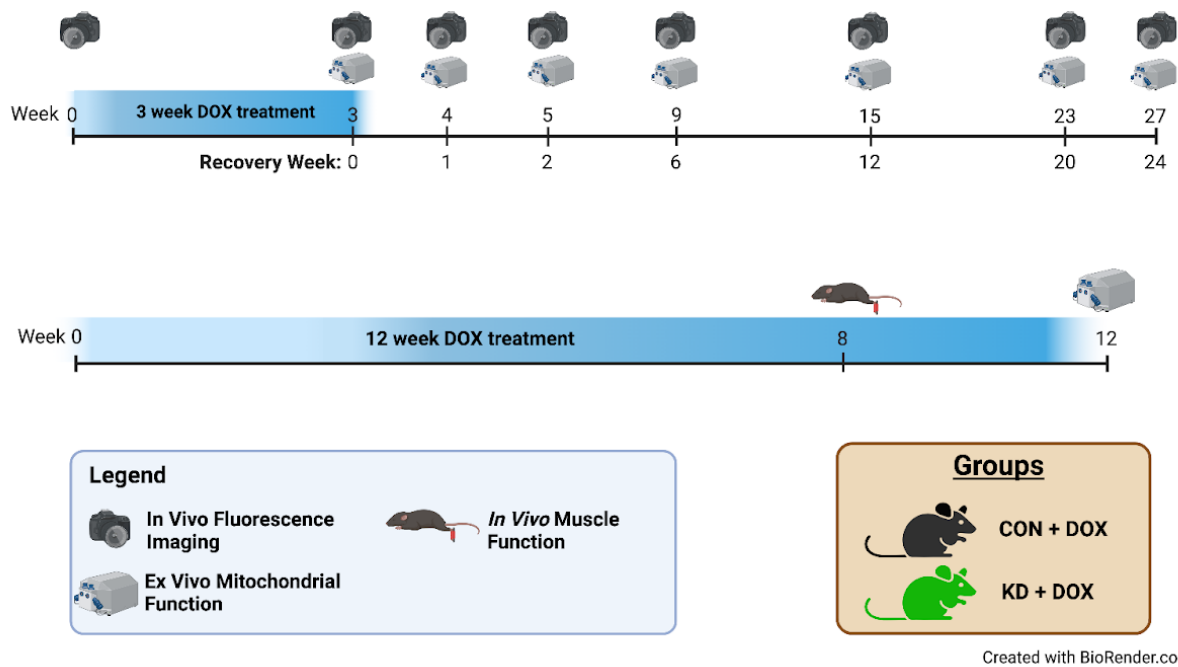 3 week DOX treatment
Week 0 3 4 5 9 15 23 27
Recovery Week: 0 1 2 6 12 20 24
12 week DOX treatment
Week 0 8 12
Legend
In Vivo Fluorescence
Imaging
In Vivo Muscle
Function
Ex Vivo Mitochondrial
Function
Groups
CON + DOX
KD + DOX
Created with BioRender.co